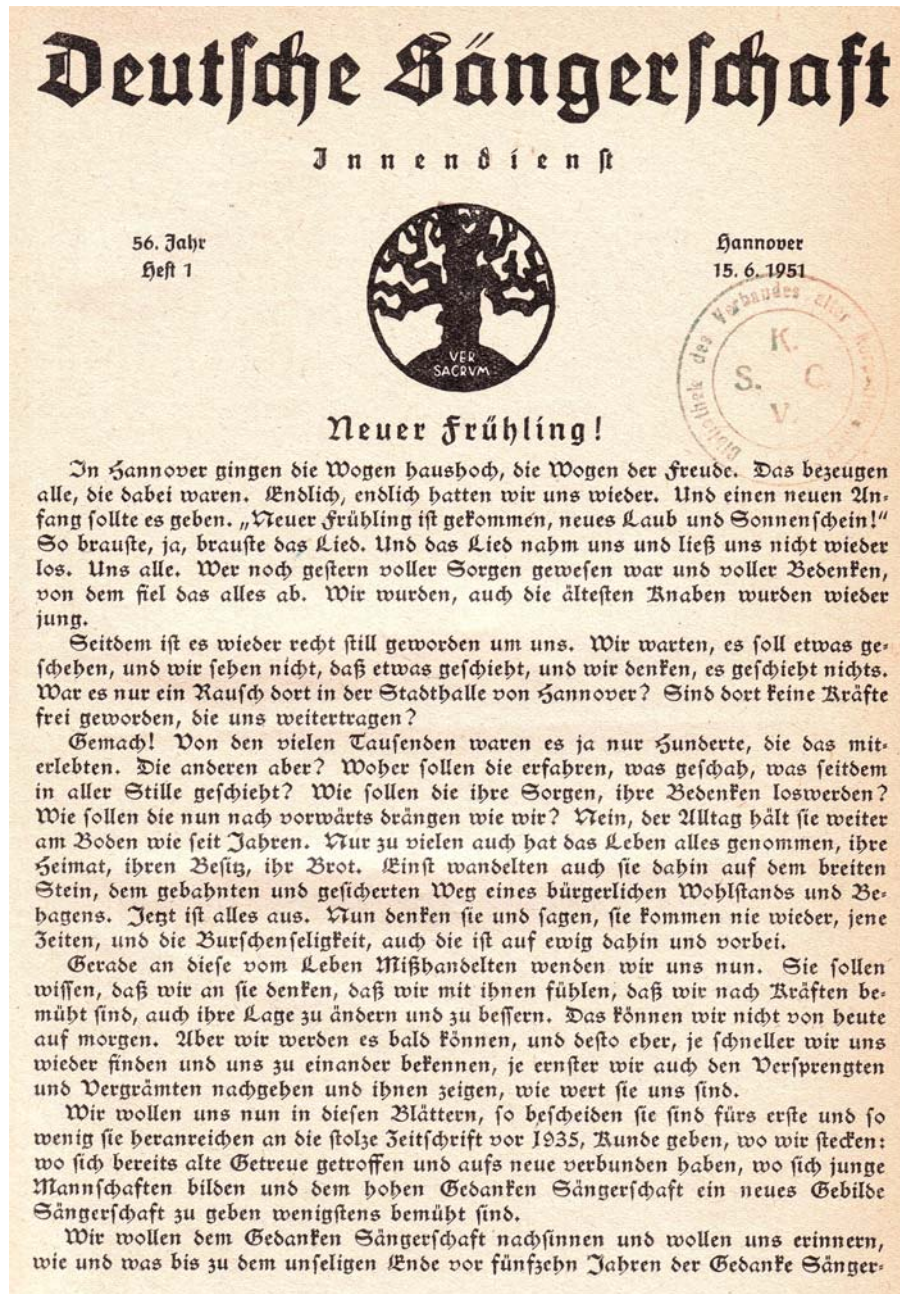 Deutsche Sängerschaft
Innendienst
56. Jahr
Heft 1
Hannover
15. 6. 1951
VER
SACRVM
Bibliothek des Verbandes alter
K.
S. C.
V.
Neuer Frühling!
In Hannover gingen die Wogen haushoch, die Wogen der Freude. Das bezeugen
alle, die dabei waren. Endlich, endlich hatten wir uns wieder. Und einen neuen An-
fang sollte es geben. „Neuer Frühling ist gekommen, neues Laub und Sonnenschein!“
So brauste, ja, brauste das Lied. Und das Lied nahm uns und ließ uns nicht wieder
los. Uns alle. Wer noch gestern voller Sorgen gewesen war und voller Bedenken,
von dem fiel das alles ab. Wir wurden, auch die ältesten Knaben wurden wieder
jung.
Seitdem ist es wieder recht still geworden um uns. Wir warten, es soll etwas ge-
schehen, und wir sehen nicht, daß etwas geschieht, und wir denken, es geschieht nichts.
War es nur ein Rausch dort in der Stadthalle von Hannover? Sind dort keine Kräfte
frei geworden, die uns weitertragen?
Gemach! Von den vielen Tausenden waren es ja nur Hunderte, die das mit-
erlebten. Die anderen aber? Woher sollen die erfahren, was geschah, was seitdem
in aller Stille geschieht? Wie sollen die ihre Sorgen, ihre Bedenken loswerden?
Wie sollen die nun nach vorwärts drängen wie wir? Nein, der Alltag hält sie weiter
am Boden wie seit Jahren. Nur zu vielen auch hat das Leben alles genommen, ihre
Heimat, ihren Besitz, ihr Brot. Einst wandelten auch sie dahin auf dem breiten
Stein, dem gebahnten und gesicherten Weg eines bürgerlichen Wohlstands und Be-
hagens. Jetzt ist alles aus. Nun denken sie und sagen, sie kommen nie wieder, jene
Zeiten, und die Burschenseligkeit, auch die ist auf ewig dahin und vorbei.
Gerade an diese vom Leben Mißhandelten wenden wir uns nun. Sie sollen
wissen, daß wir an sie denken, daß wir mit ihnen fühlen, daß wir nach Kräften be-
müht sind, auch ihre Lage zu ändern und zu bessern. Das können wir nicht von heute
auf morgen. Aber wir werden es bald können, und desto eher, je schneller wir uns
wieder finden und uns zu einander bekennen, je ernster wir auch den Versprengten
und Vergrämten nachgehen und ihnen zeigen, wie wert sie uns sind.
Wir wollen uns nun in diesen Blättern, so bescheiden sie sind fürs erste und so
wenig sie heranreichen an die stolze Zeitschrift vor 1935, Kunde geben, wo wir stecken:
wo sich bereits alte Getreue getroffen und aufs neue verbunden haben, wo sich junge
Mannschaften bilden und dem hohen Gedanken Sängerschaft ein neues Gebilde
Sängerschaft zu geben wenigstens bemüht sind.
Wir wollen dem Gedanken Sängerschaft nachsinnen und wollen uns erinnern,
wie und was bis zu dem unseligen Ende vor fünfzehn Jahren der Gedanke Sänger-